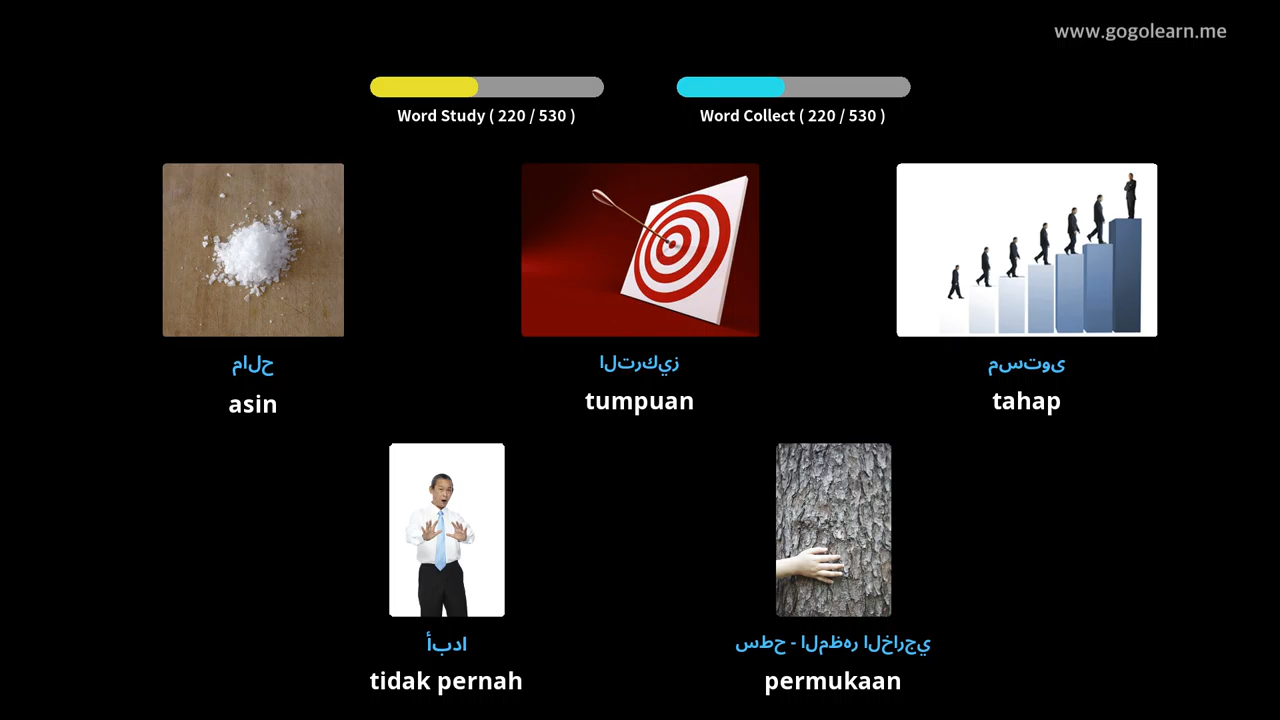 www.gogolearn.me
Word Study ( 220 / 530 )
Word Collect ( 220 / 530 )
مالح
asin
التركيز
tumpuan
مستوى
tahap
أبدا
tidak pernah
سطح - المظهر الخارجي
permukaan